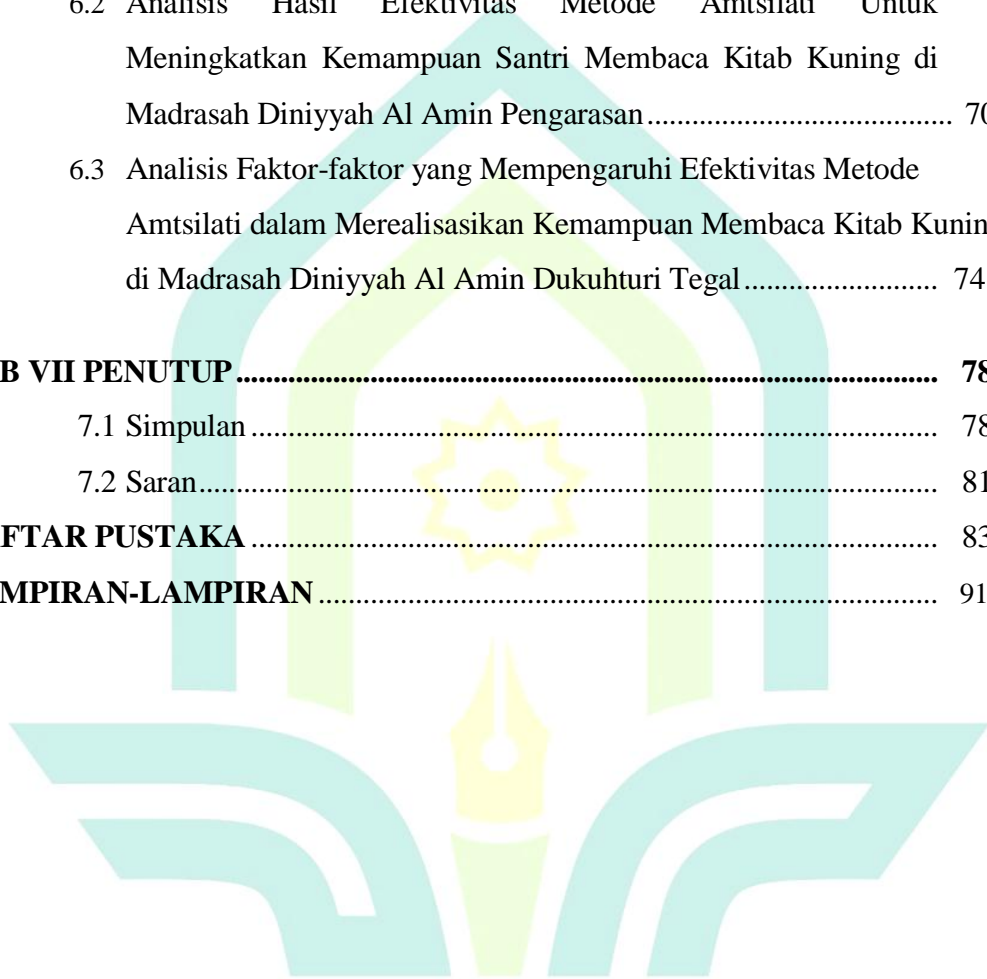 6.2 Analisis Hasil Efektivitas Metode Amtsilati Untuk
Meningkatkan Kemampuan Santri Membaca Kitab Kuning di
Madrasah Diniyyah Al Amin Pengarasan.................................... 70
6.3 Analisis Faktor-faktor yang Mempengaruhi Efektivitas Metode
Amtsilati dalam Merealisasikan Kemampuan Membaca Kitab Kunin
di Madrasah Diniyyah Al Amin Dukuhturi Tegal......................... 74
B VII PENUTUP.................................................................................. 78
7.1 Simpulan................................................................................ 78
7.2 Saran...................................................................................... 81
FTAR PUSTAKA................................................................................ 83
MPIRAN-LAMPIRAN........................................................................ 91